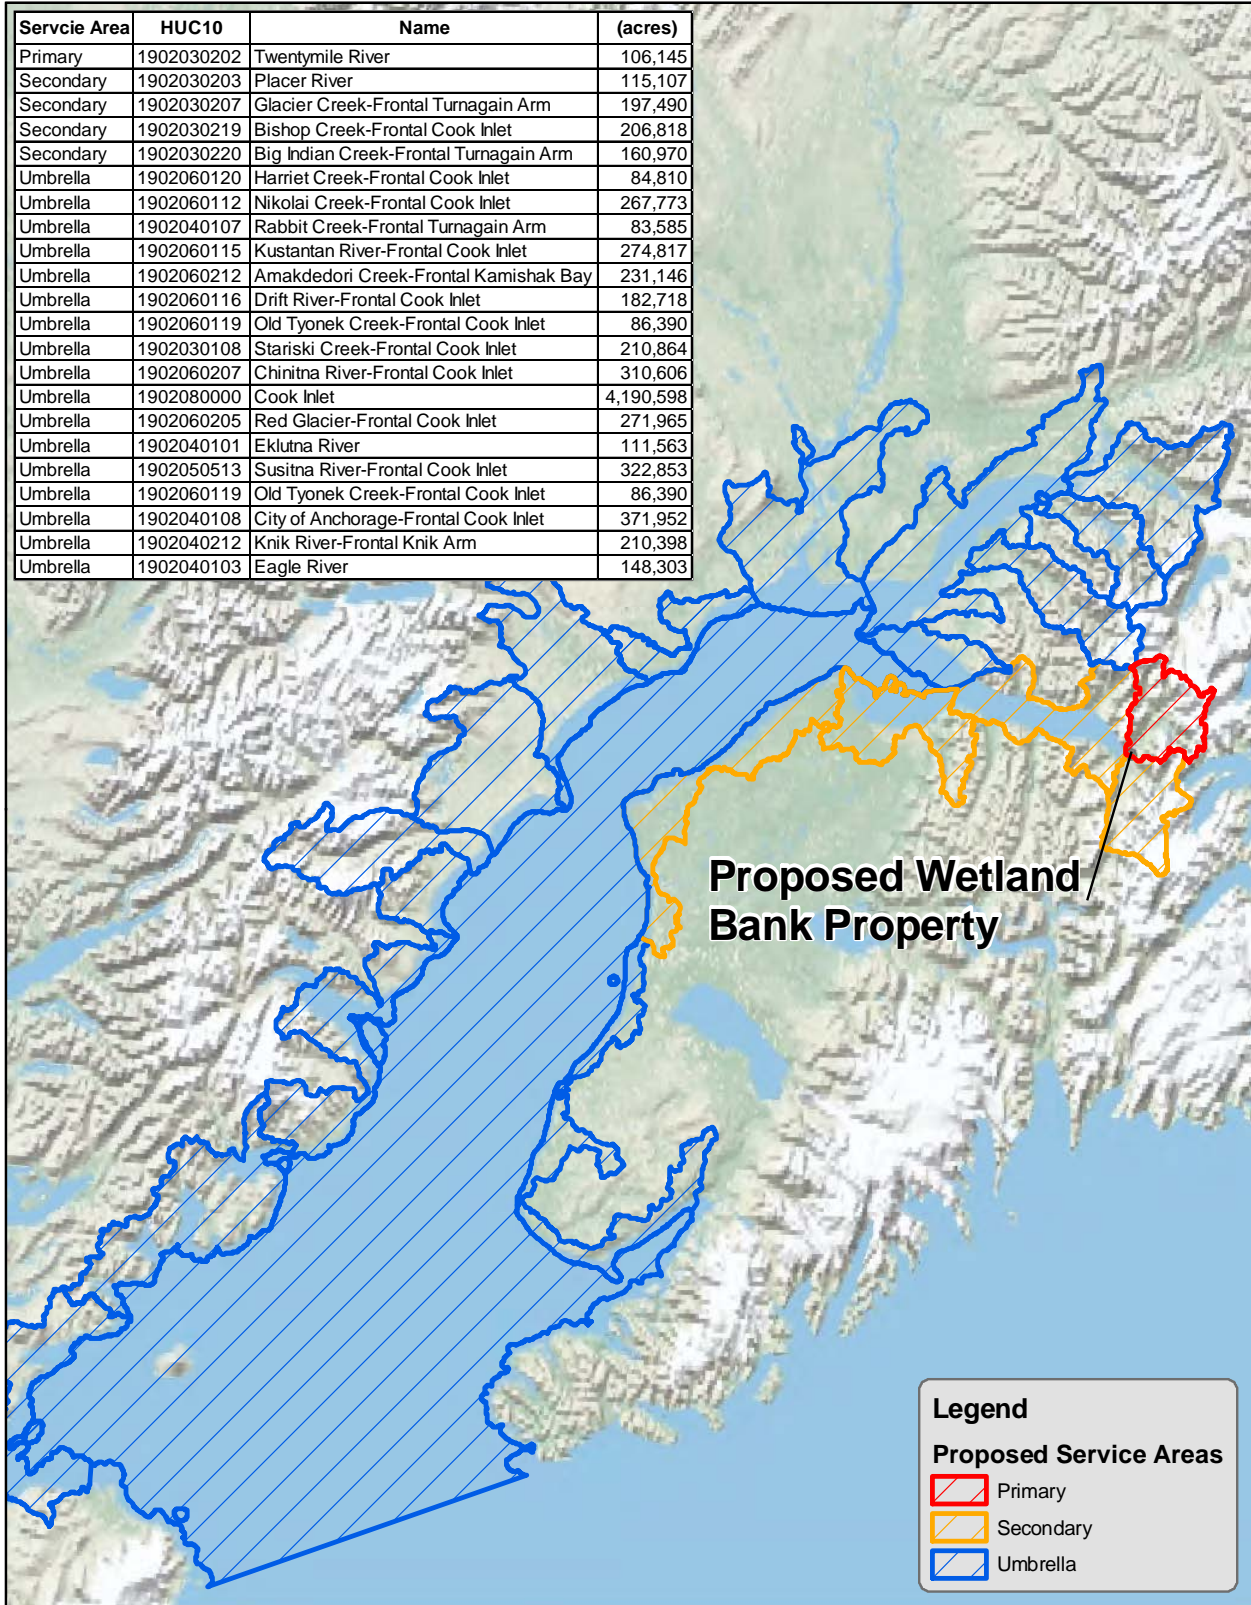 Servcie Area HUC10 Name (acres)
Primary 1902030202 Twentymile River 106,145
Secondary 1902030203 Placer River 115,107
Secondary 1902030207 Glacier Creek-Frontal Turnagain Arm 197,490
Secondary 1902030219 Bishop Creek-Frontal Cook Inlet 206,818
Secondary 1902030220 Big Indian Creek-Frontal Turnagain Arm 160,970
Umbrella 1902060120 Harriet Creek-Frontal Cook Inlet 84,810
Umbrella 1902060112 Nikolai Creek-Frontal Cook Inlet 267,773
Umbrella 1902040107 Rabbit Creek-Frontal Turnagain Arm 83,585
Umbrella 1902060115 Kustantan River-Frontal Cook Inlet 274,817
Umbrella 1902060212 Amakdedori Creek-Frontal Kamishak Bay 231,146
Umbrella 1902060116 Drift River-Frontal Cook Inlet 182,718
Umbrella 1902060119 Old Tyonek Creek-Frontal Cook Inlet 86,390
Umbrella 1902030108 Stariski Creek-Frontal Cook Inlet 210,864
Umbrella 1902060207 Chinitna River-Frontal Cook Inlet 310,606
Umbrella 1902080000 Cook Inlet 4,190,598
Umbrella 1902060205 Red Glacier-Frontal Cook Inlet 271,965
Umbrella 1902040101 Eklutna River 111,563
Umbrella 1902050513 Susitna River-Frontal Cook Inlet 322,853
Umbrella 1902060119 Old Tyonek Creek-Frontal Cook Inlet 86,390
Umbrella 1902040108 City of Anchorage-Frontal Cook Inlet 371,952
Umbrella 1902040212 Knik River-Frontal Knik Arm 210,398
Umbrella 1902040103 Eagle River 148,303
Proposed Wetland
Bank Property
Legend
Proposed Service Areas
Primary
Secondary
Umbrella